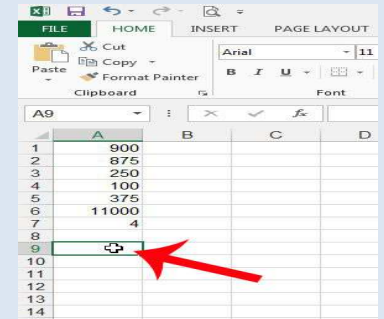 FILE HOME INSERT PAGE LAYOUT
Cut
Copy
Format Painter
Paste
Clipboard
Arial 11
B I U
Font
A9 fx
A B C D
1 900
2 875
3 250
4 100
5 375
6 11000
7 4
8
9
10
11
12
13
14